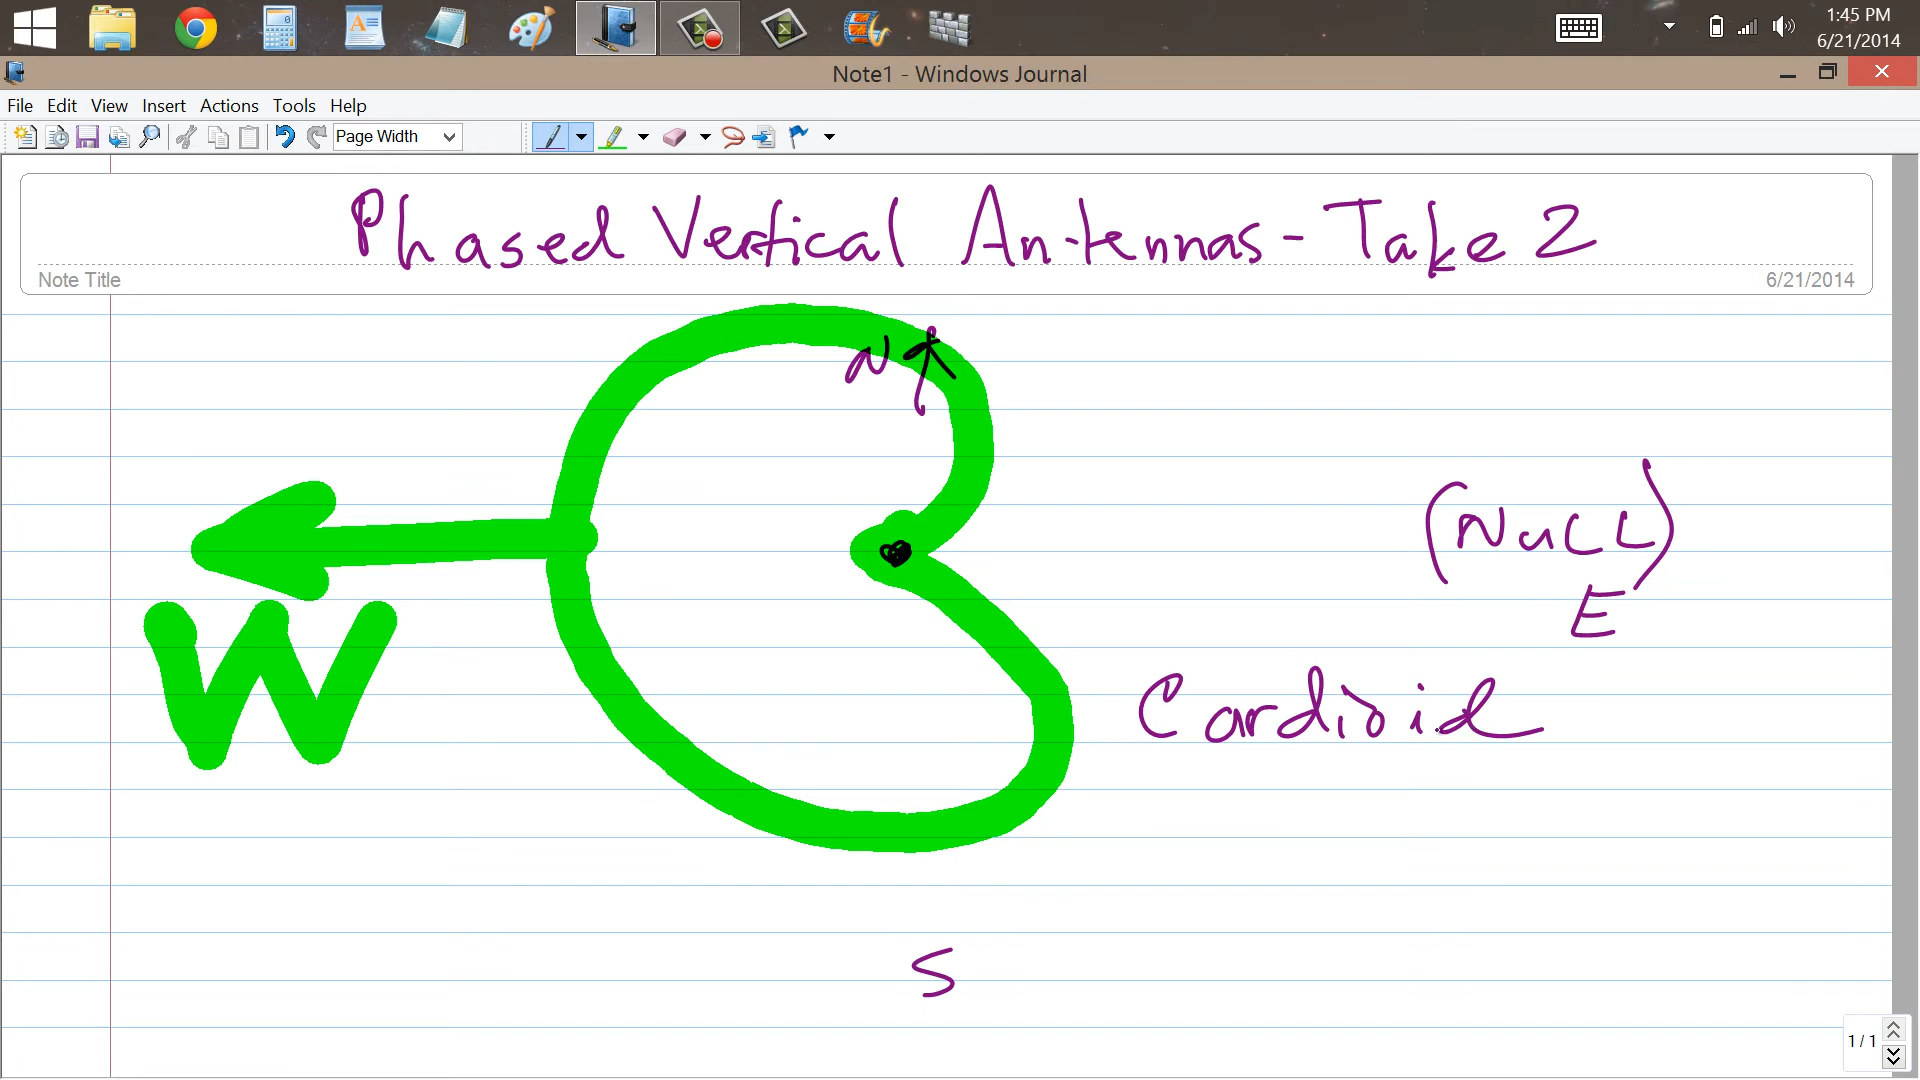 1:45 PM
6/21/2014
Note1 - Windows Journal
File Edit View Insert Actions Tools Help
Page Width
Phased Vertical Antennas - Take 2
Note Title
6/21/2014
N
(NULL)
E
W
Cardioid
S
1 / 1